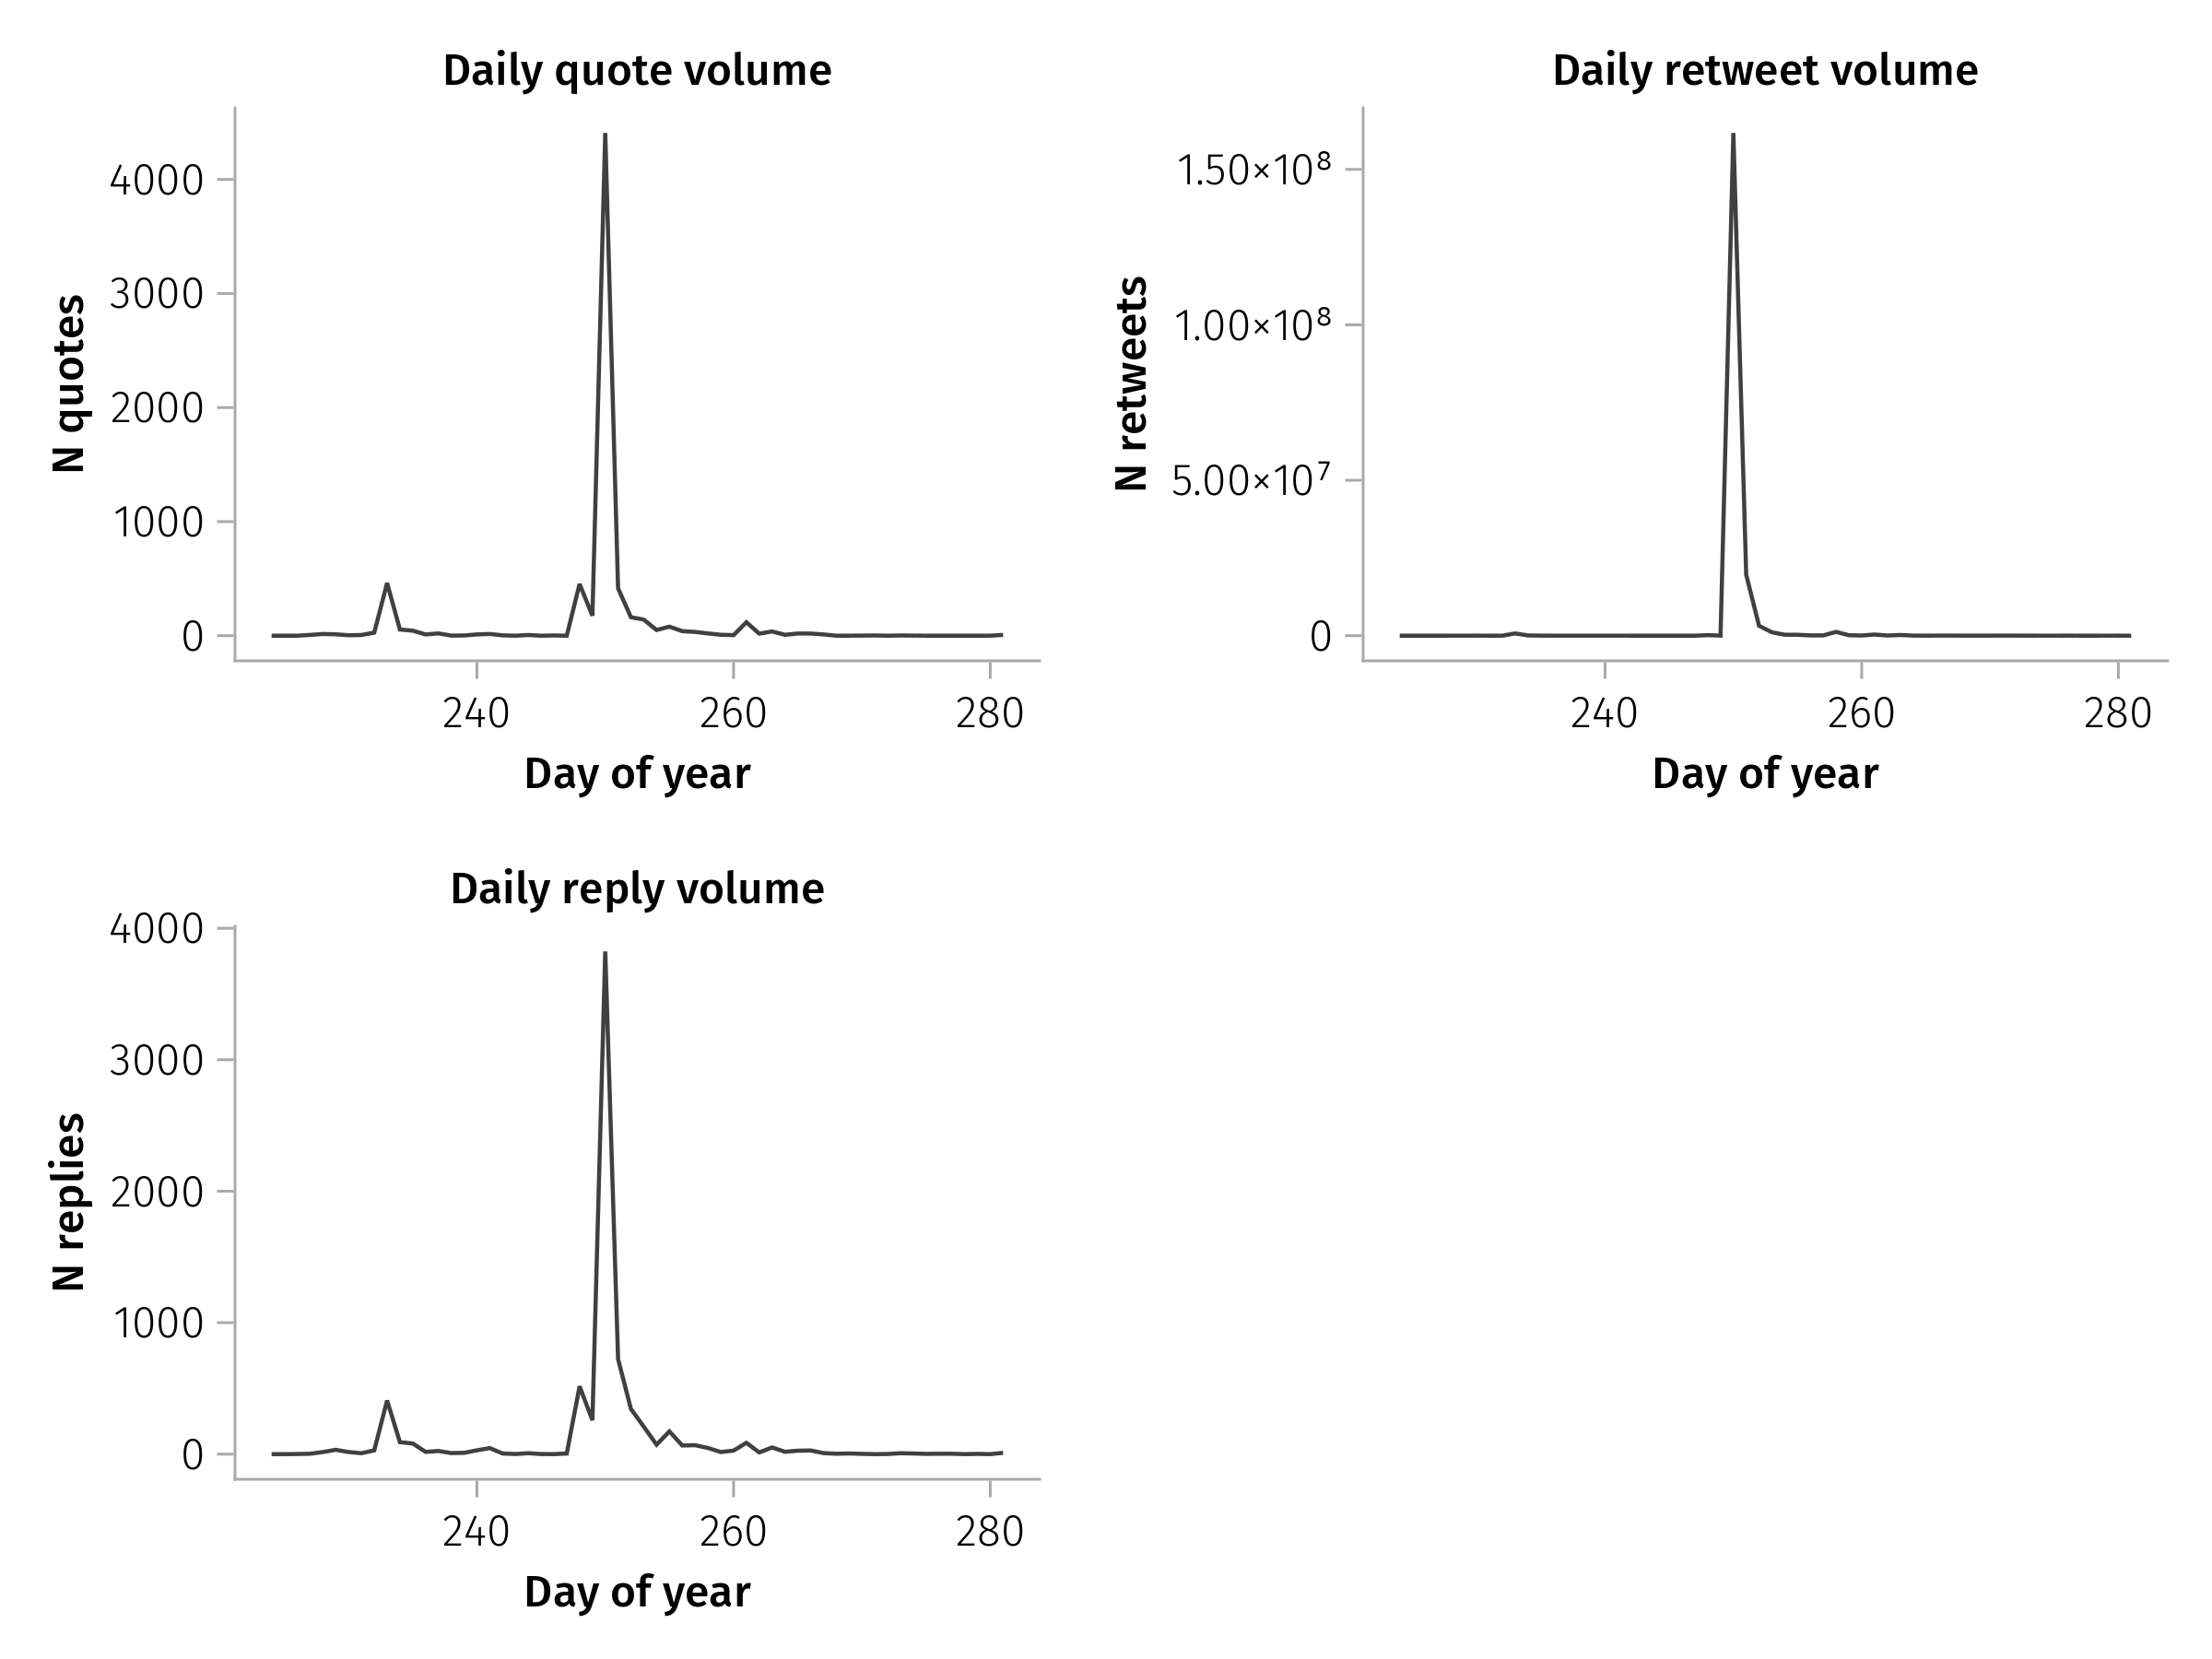 Daily quote volume
N quotes
4000
3000
2000
1000
0
240 260 280
Day of year
Daily retweet volume
N retweets
1.50×10⁸
1.00×10⁸
5.00×10⁷
0
240 260 280
Day of year
Daily reply volume
N replies
4000
3000
2000
1000
0
240 260 280
Day of year